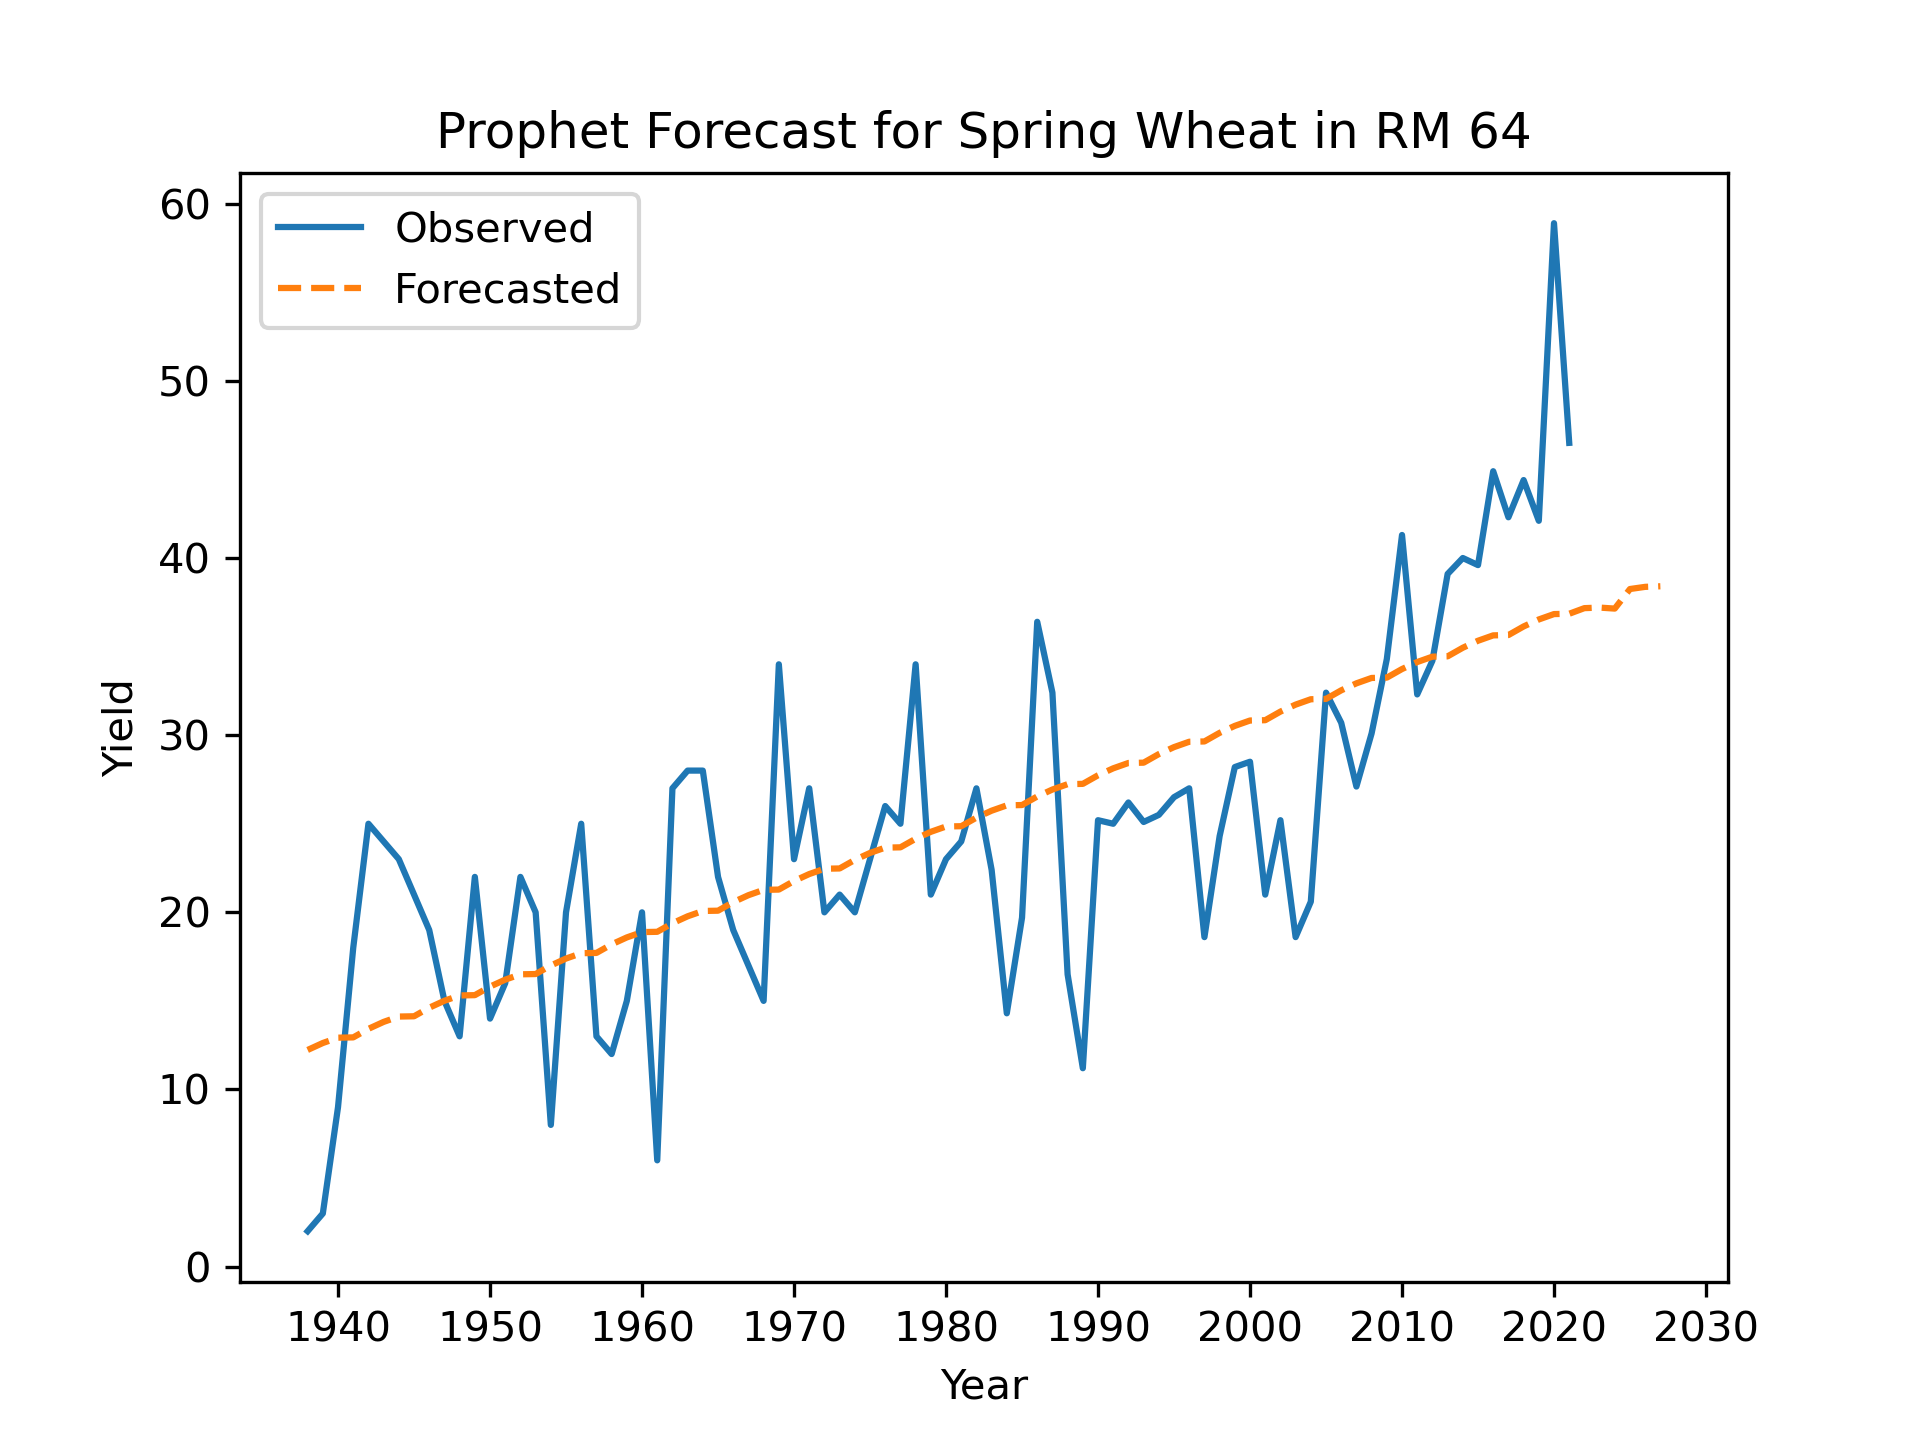 Prophet Forecast for Spring Wheat in RM 64
Observed
Forecasted
60
50
40
30
20
10
0
Yield
1940 1950 1960 1970 1980 1990 2000 2010 2020 2030
Year